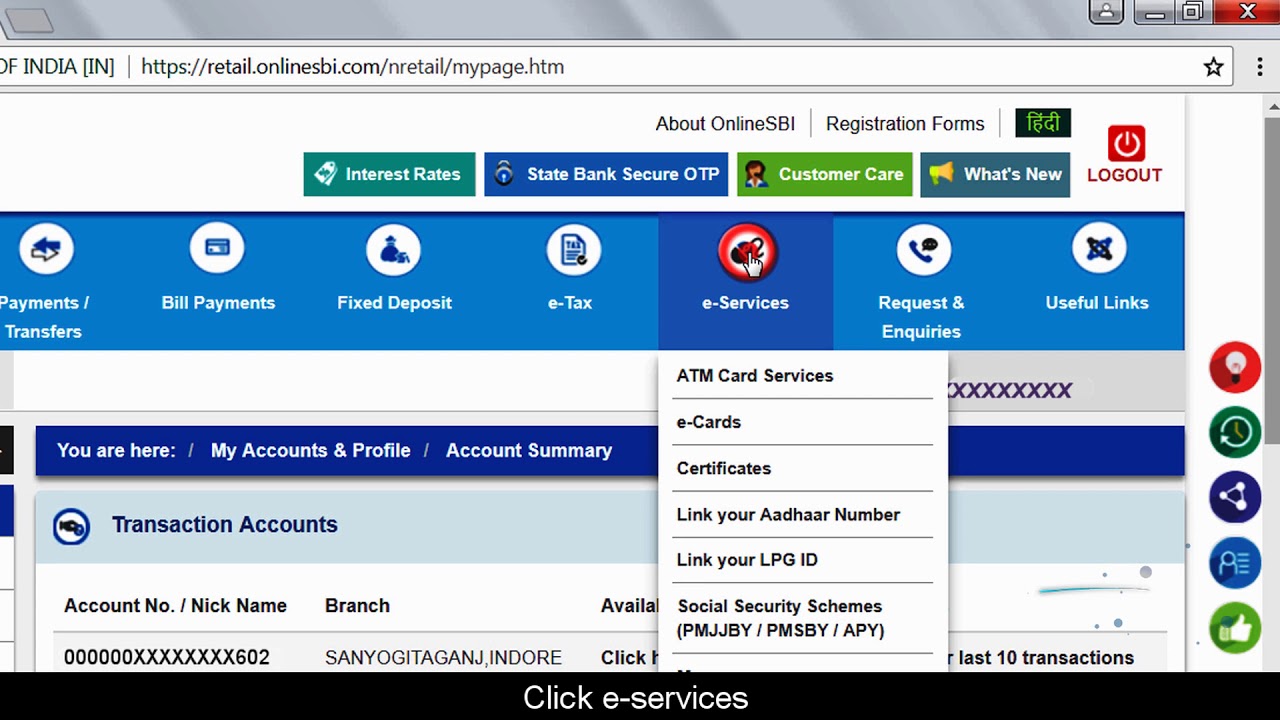 OF INDIA [IN] https://retail.onlinesbi.com/nretail/mypage.htm
About OnlineSBI Registration Forms हिंदी
LOGOUT
Interest Rates State Bank Secure OTP Customer Care What's New
Payments / Transfers
Bill Payments
Fixed Deposit
e-Tax
e-Services
Request & Enquiries
Useful Links
ATM Card Services
e-Cards
Certificates
Link your Aadhaar Number
Link your LPG ID
Social Security Schemes
(PMJJBY / PMSBY / APY)
XXXXXXXXX
You are here: / My Accounts & Profile / Account Summary
Transaction Accounts
Account No. / Nick Name Branch Availa
000000XXXXXXXX602 SANYOGITAGANJ,INDORE Click h r last 10 transactions
Click e-services